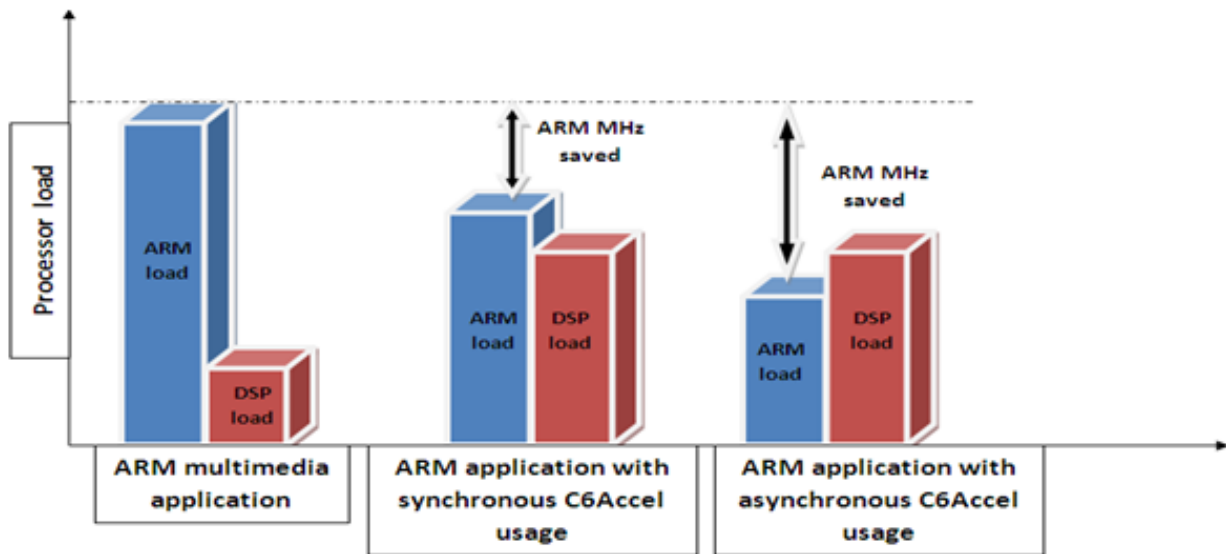 Processor load
ARM
load
DSP
load
ARM MHz
saved
ARM
load
DSP
load
ARM MHz
saved
ARM
load
DSP
load
ARM multimedia
application
ARM application with
synchronous C6Accel
usage
ARM application with
asynchronous C6Accel
usage